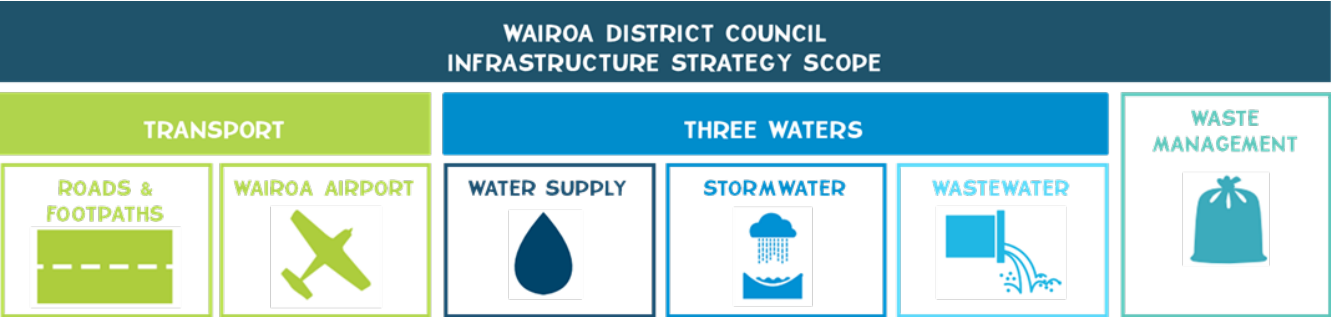 WAIROA DISTRICT COUNCIL
INFRASTRUCTURE STRATEGY SCOPE
TRANSPORT
THREE WATERS
WASTE
MANAGEMENT
ROADS &
FOOTPATHS
WAIROA AIRPORT
WATER SUPPLY
STORMWATER
WASTEWATER